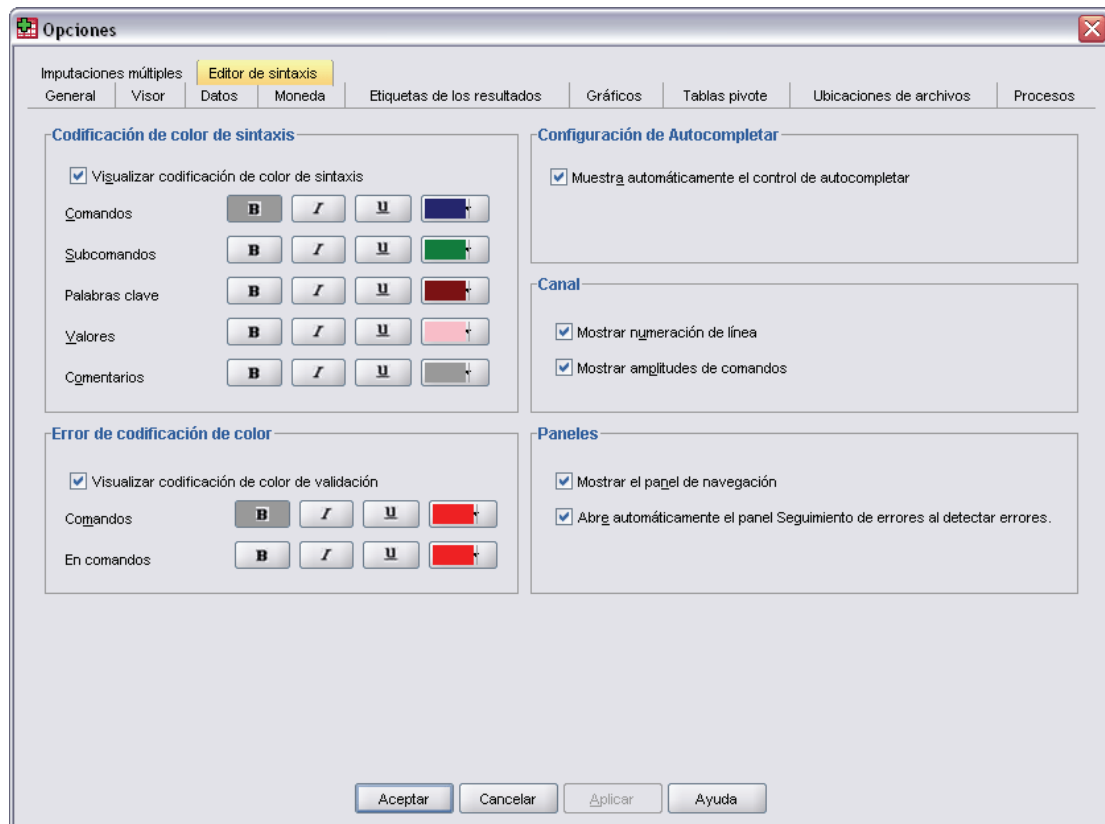 Opciones
Imputaciones múltiples Editor de sintaxis
General Visor Datos Moneda Etiquetas de los resultados Gráficos Tablas pivote Ubicaciones de archivos Procesos
Codificación de color de sintaxis
Visualizar codificación de color de sintaxis
Comandos B I u
Subcomandos B I u
Palabras clave B I u
Valores B I u
Comentarios B I u
Error de codificación de color
Visualizar codificación de color de validación
Comandos B I u
En comandos B I u
Configuración de Autocompletar
Muestra automáticamente el control de autocompletar
Canal
Mostrar numeración de línea
Mostrar amplitudes de comandos
Paneles
Mostrar el panel de navegación
Abre automáticamente el panel Seguimiento de errores al detectar errores.
Aceptar Cancelar Aplicar Ayuda